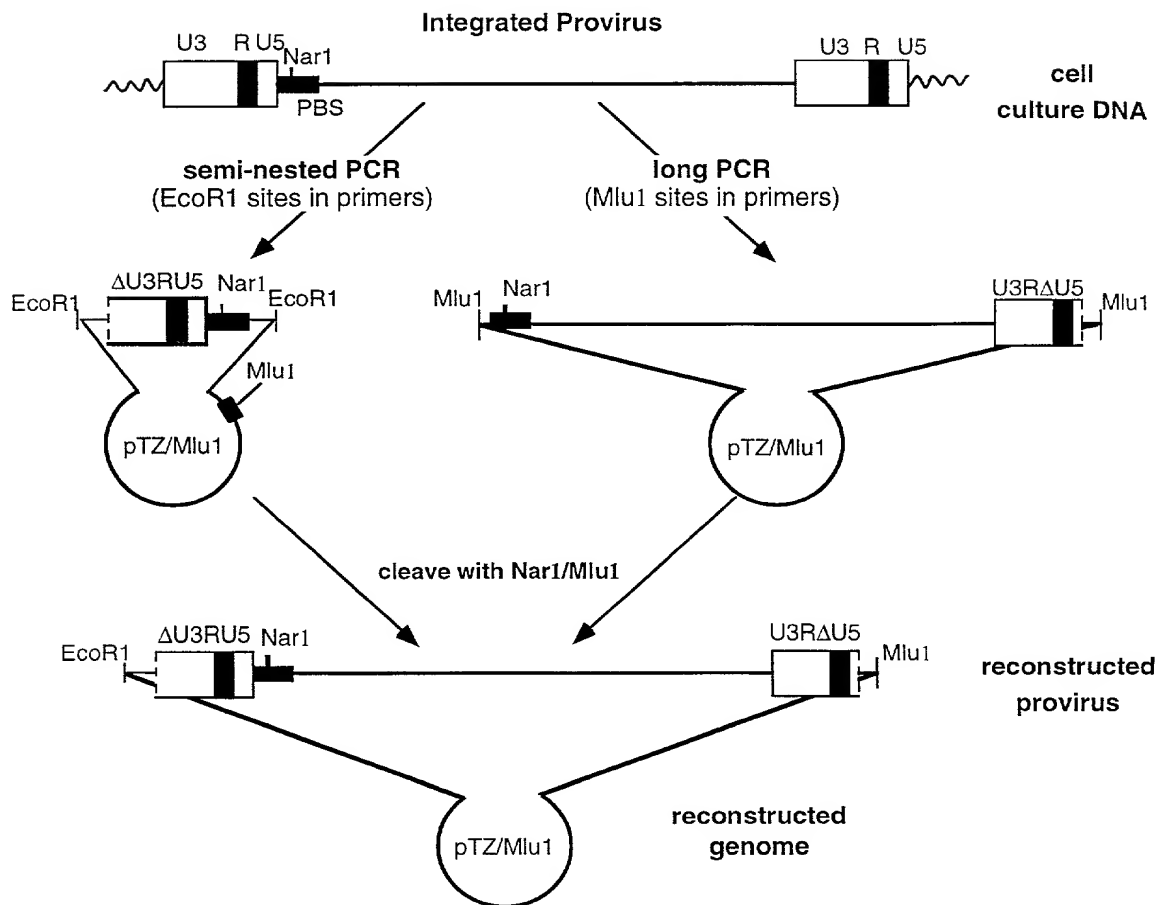 Integrated Provirus
U3 R U5
Nar1
PBS
U3 R U5
cell
culture DNA
semi-nested PCR
(EcoR1 sites in primers)
long PCR
(Mlu1 sites in primers)
EcoR1
ΔU3RU5
Nar1
EcoR1
Mlu1
pTZ/Mlu1
Mlu1
Nar1
U3RΔU5
Mlu1
pTZ/Mlu1
cleave with Nar1/Mlu1
EcoR1
ΔU3RU5
Nar1
U3RΔU5
Mlu1
reconstructed
provirus
pTZ/Mlu1
reconstructed
genome